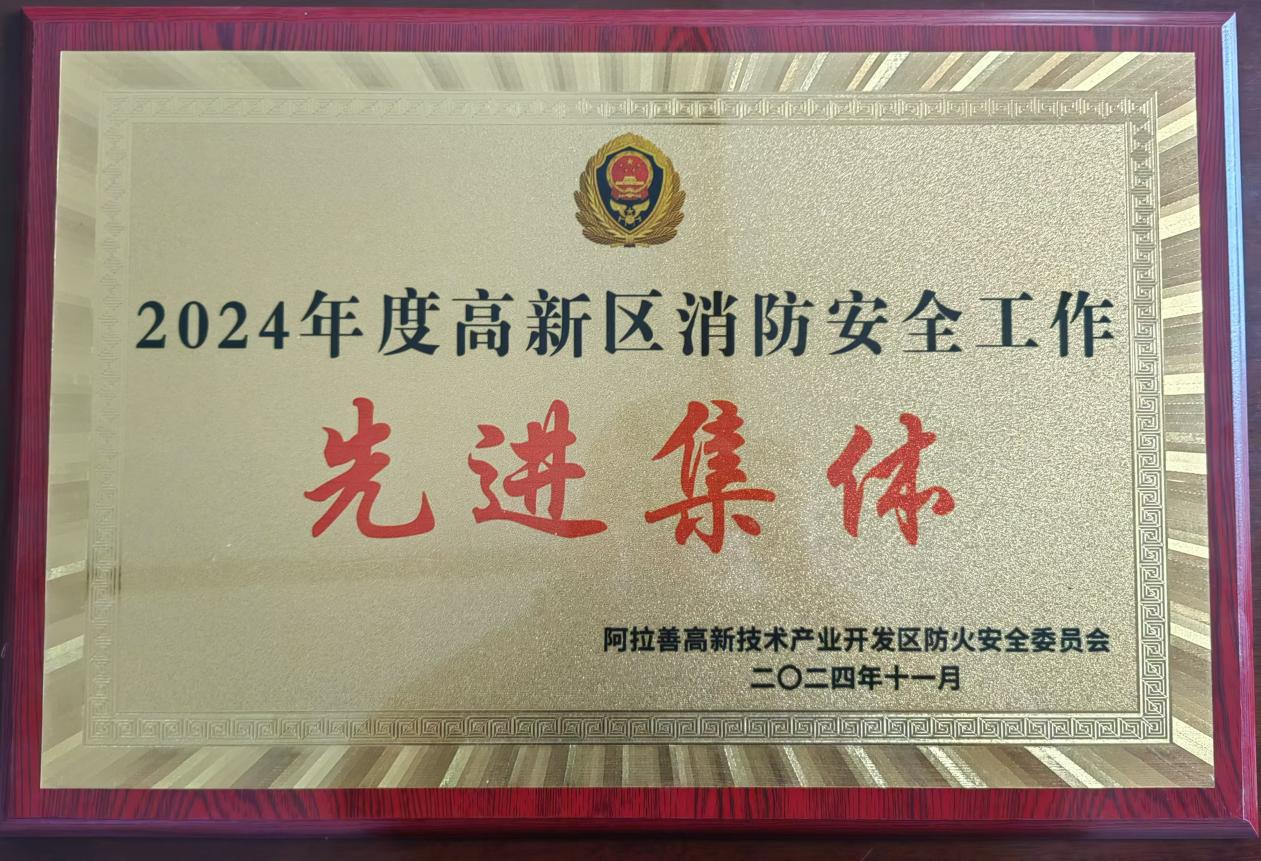 2024年度高新区消防安全工作
先进集体
阿拉善高新技术产业开发区防火安全委员会
二〇二四年十一月